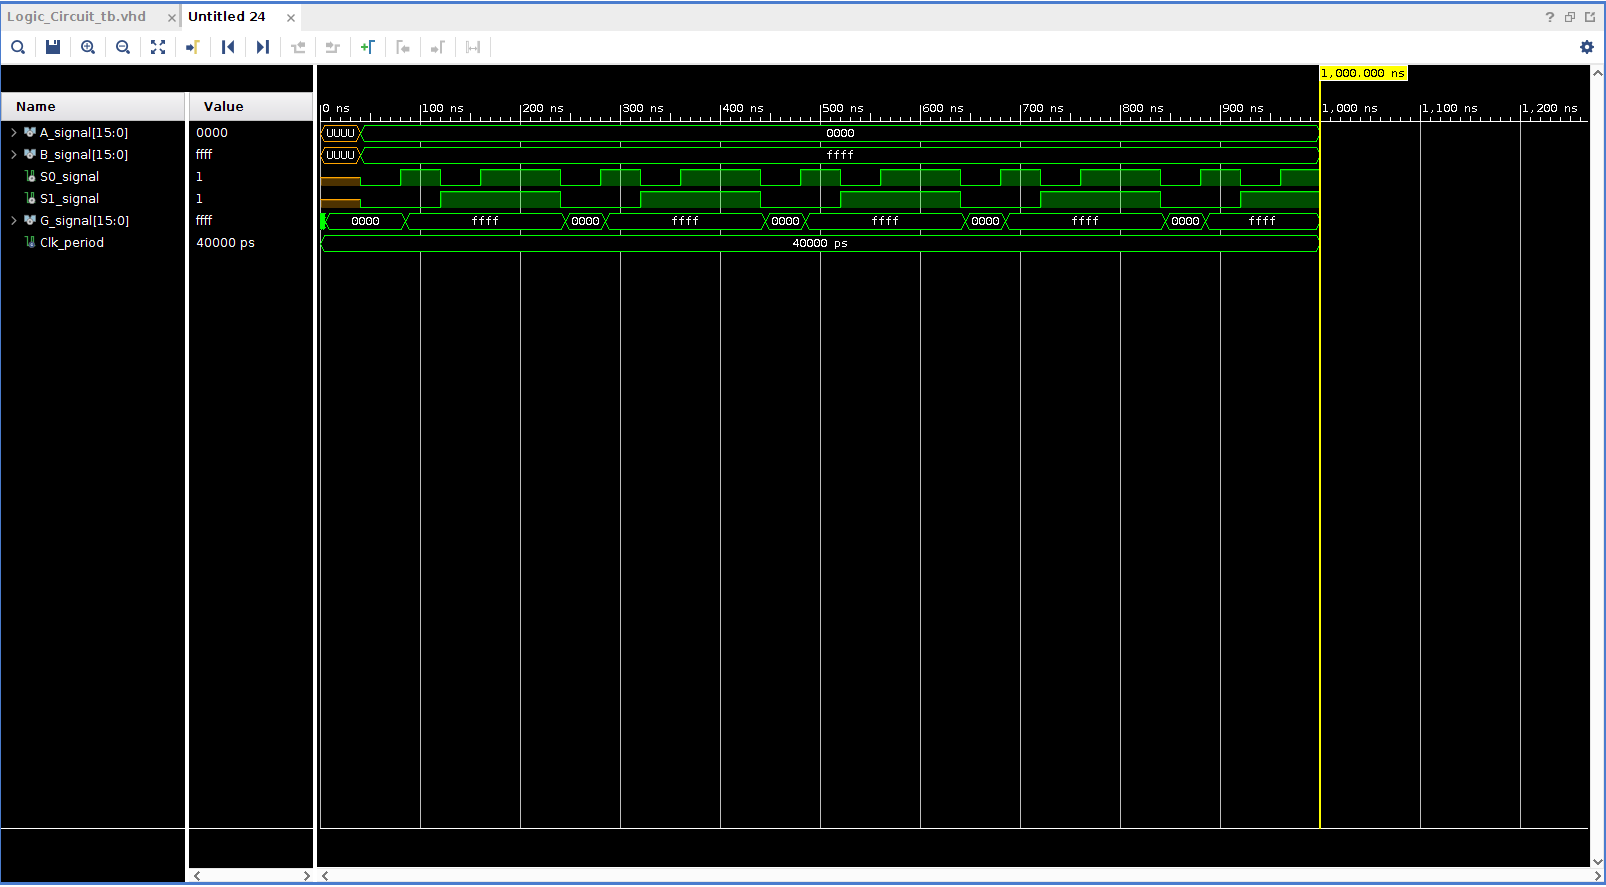 Logic_Circuit_tb.vhd × Untitled 24 ×
1,000.000 ns
Name Value
0 ns 100 ns 200 ns 300 ns 400 ns 500 ns 600 ns 700 ns 800 ns 900 ns 1,000 ns 1,100 ns 1,200 ns
A_signal[15:0] 0000 UUUU 0000
B_signal[15:0] ffff UUUU ffff
S0_signal 1
S1_signal 1
G_signal[15:0] ffff 0000 ffff 0000 ffff 0000 ffff 0000 ffff 0000 ffff
Clk_period 40000 ps 40000 ps